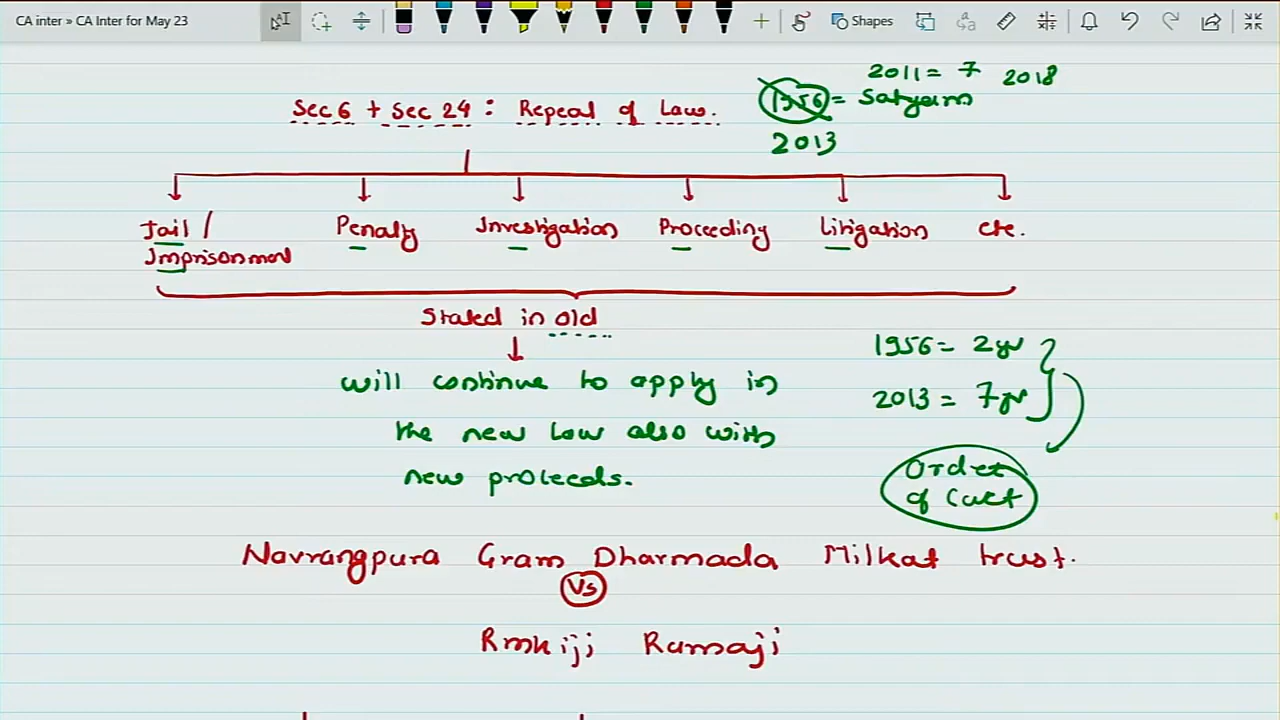 CA inter » CA Inter for May 23
Shapes
2011 = 7 2018
Sec 6 + Sec 24 : Repeal of Law.
1956 = Satyam
2013
Jail / Imprisonment
Penalty
Investigation
Proceeding
Litigation
etc.
Stated in old
will continue to apply in
the new law also with
new protecols.
1956 = 2yr
2013 = 7yr
Order
of Court
Navrangpura Gram Dharmada Milkat trust.
Vs
Rmkiji Ramaji